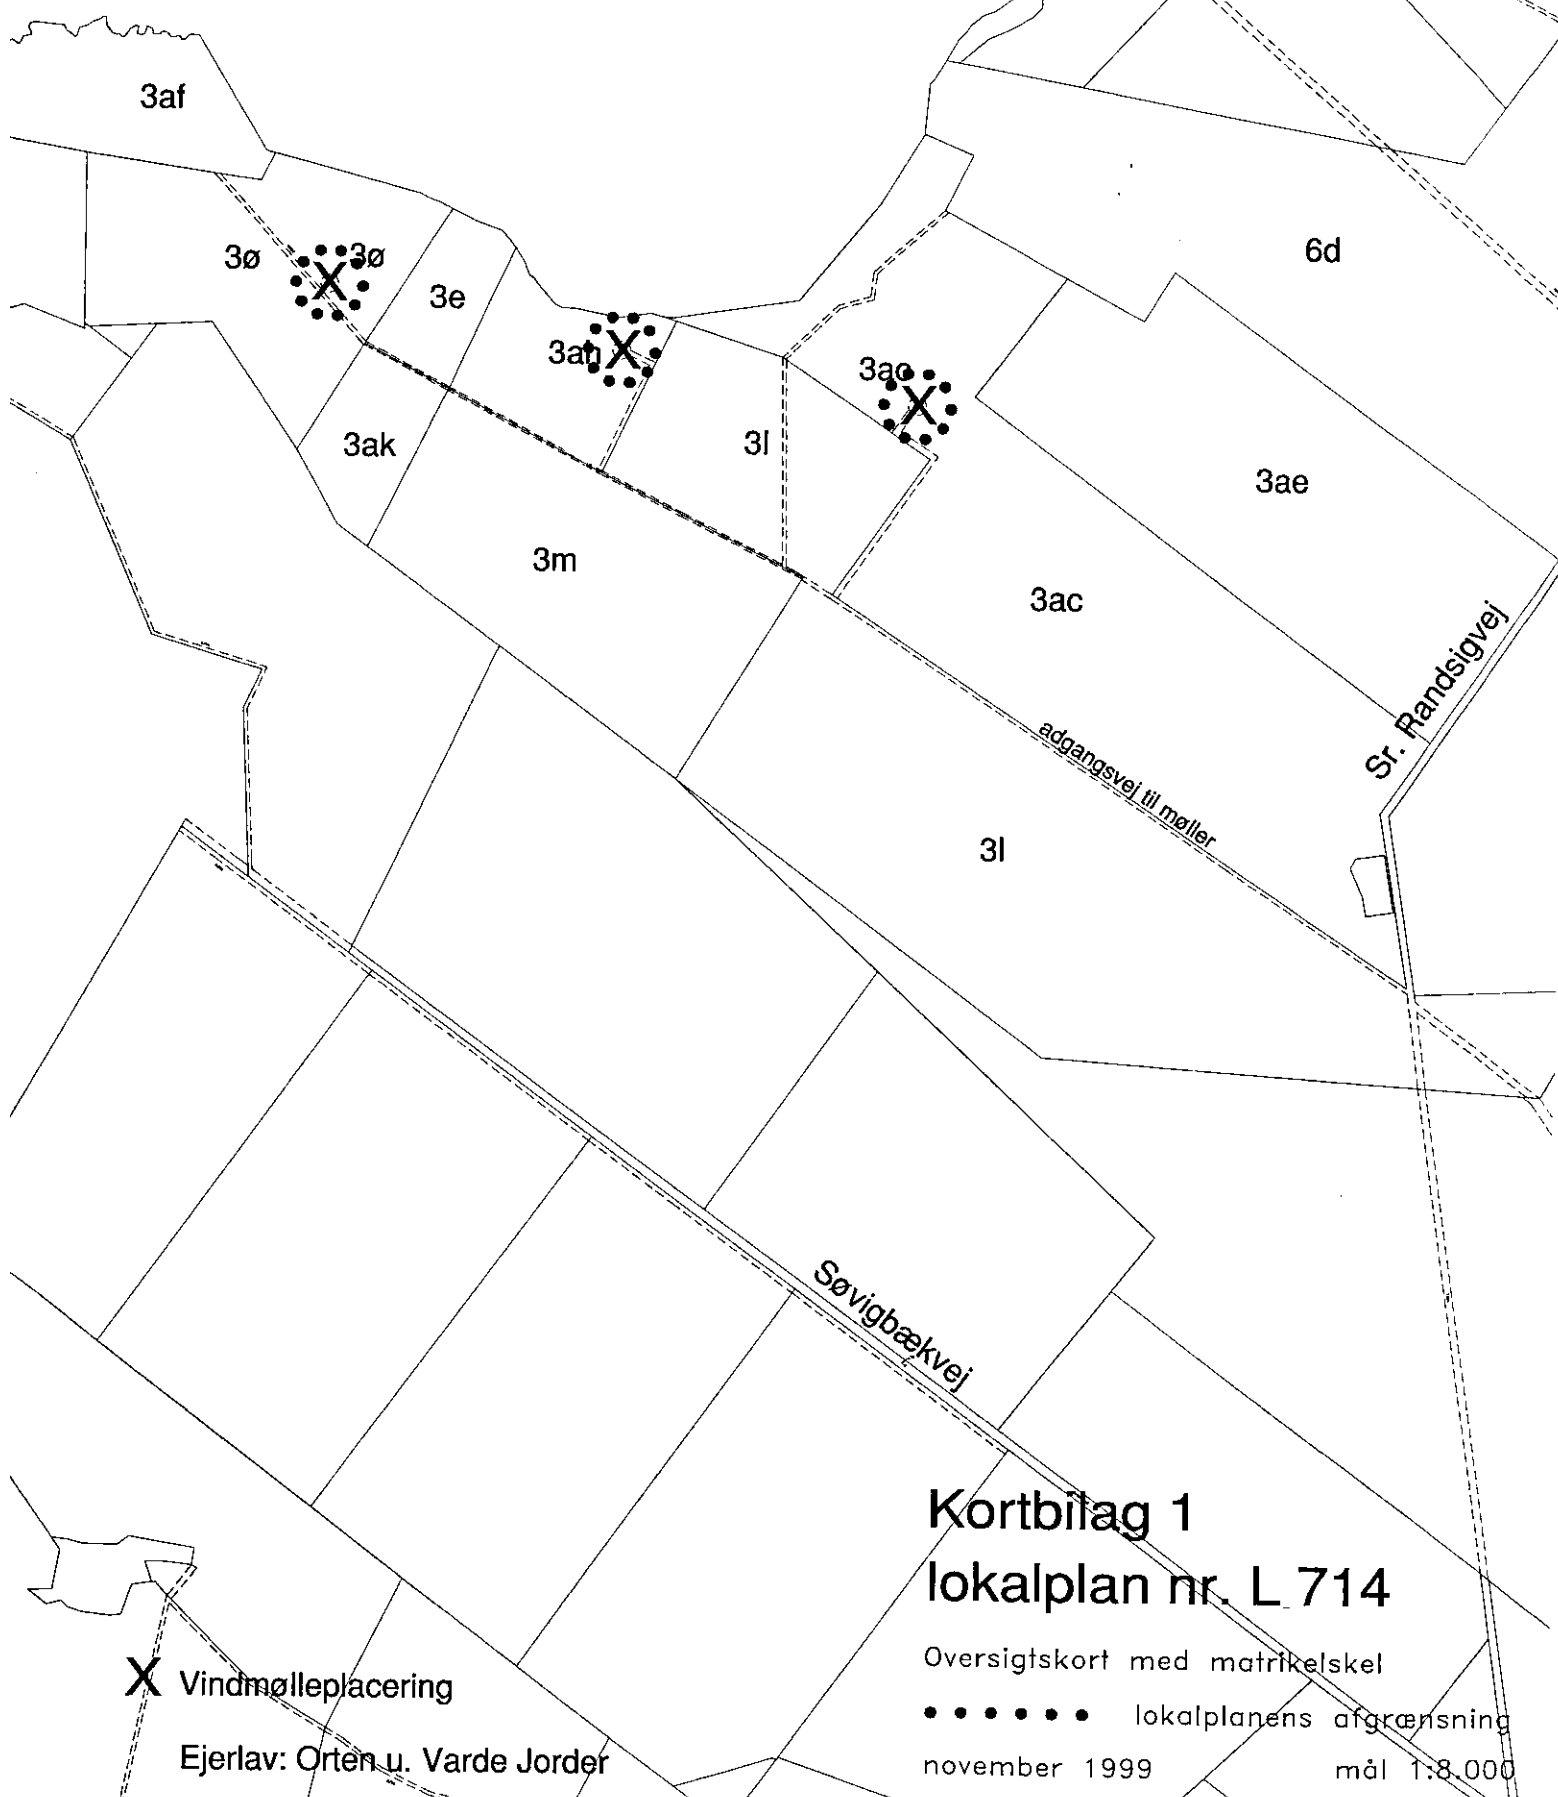 3af
3ø
3ø
6d
3e
3ah
3ao
3ak
3l
3ae
3m
3ac
Sr. Randsigvej
adgangsvej til møller
3l
Søvigbækvej
Kortbilag 1
lokalplan nr. L 714
Oversigtskort med matrikelskel
lokalplanens afgrænsning
november 1999 mål 1:8.000
X Vindmølleplacering
Ejerlav: Orten u. Varde Jorder